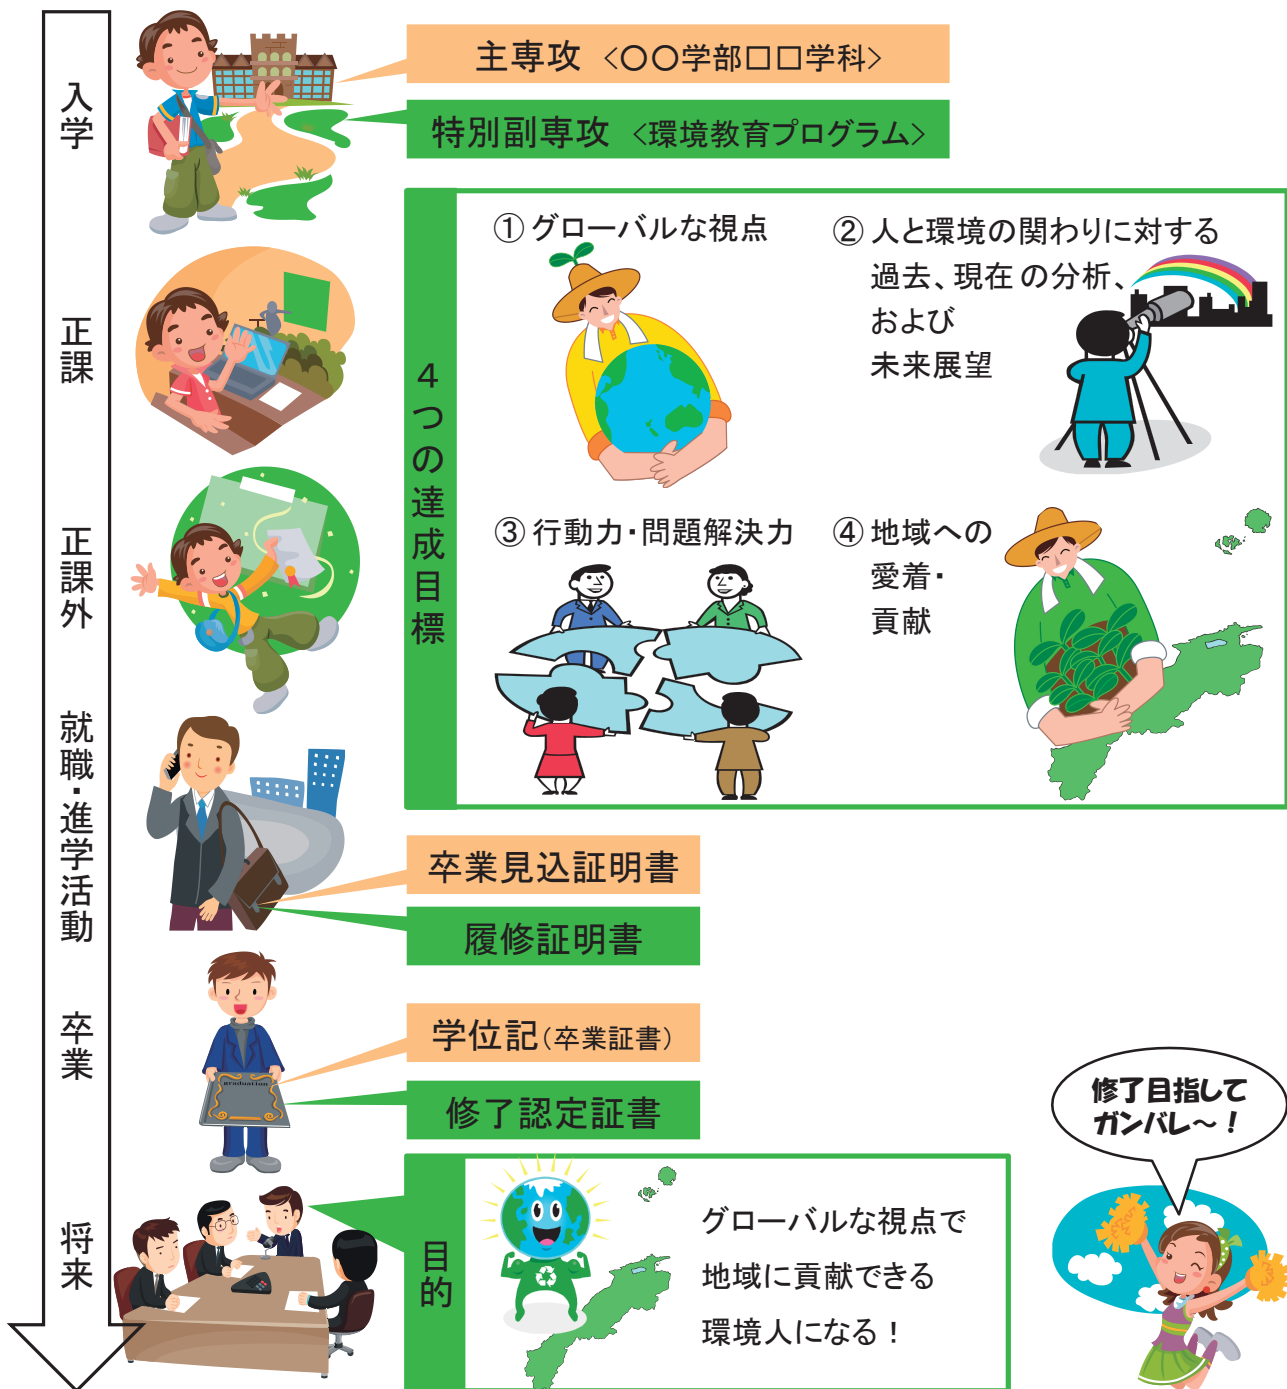 入学
主専攻 <〇〇学部□□学科>
特別副専攻 <環境教育プログラム>
正課
正課外
就職・進学活動
卒業
将来
4つの達成目標
① グローバルな視点
② 人と環境の関わりに対する
過去、現在の分析、
および
未来展望
③ 行動力・問題解決力
④ 地域への
愛着・
貢献
卒業見込証明書
履修証明書
graduation
学位記(卒業証書)
修了認定証書
目的
グローバルな視点で
地域に貢献できる
環境人になる!
修了目指して
ガンバレ～!